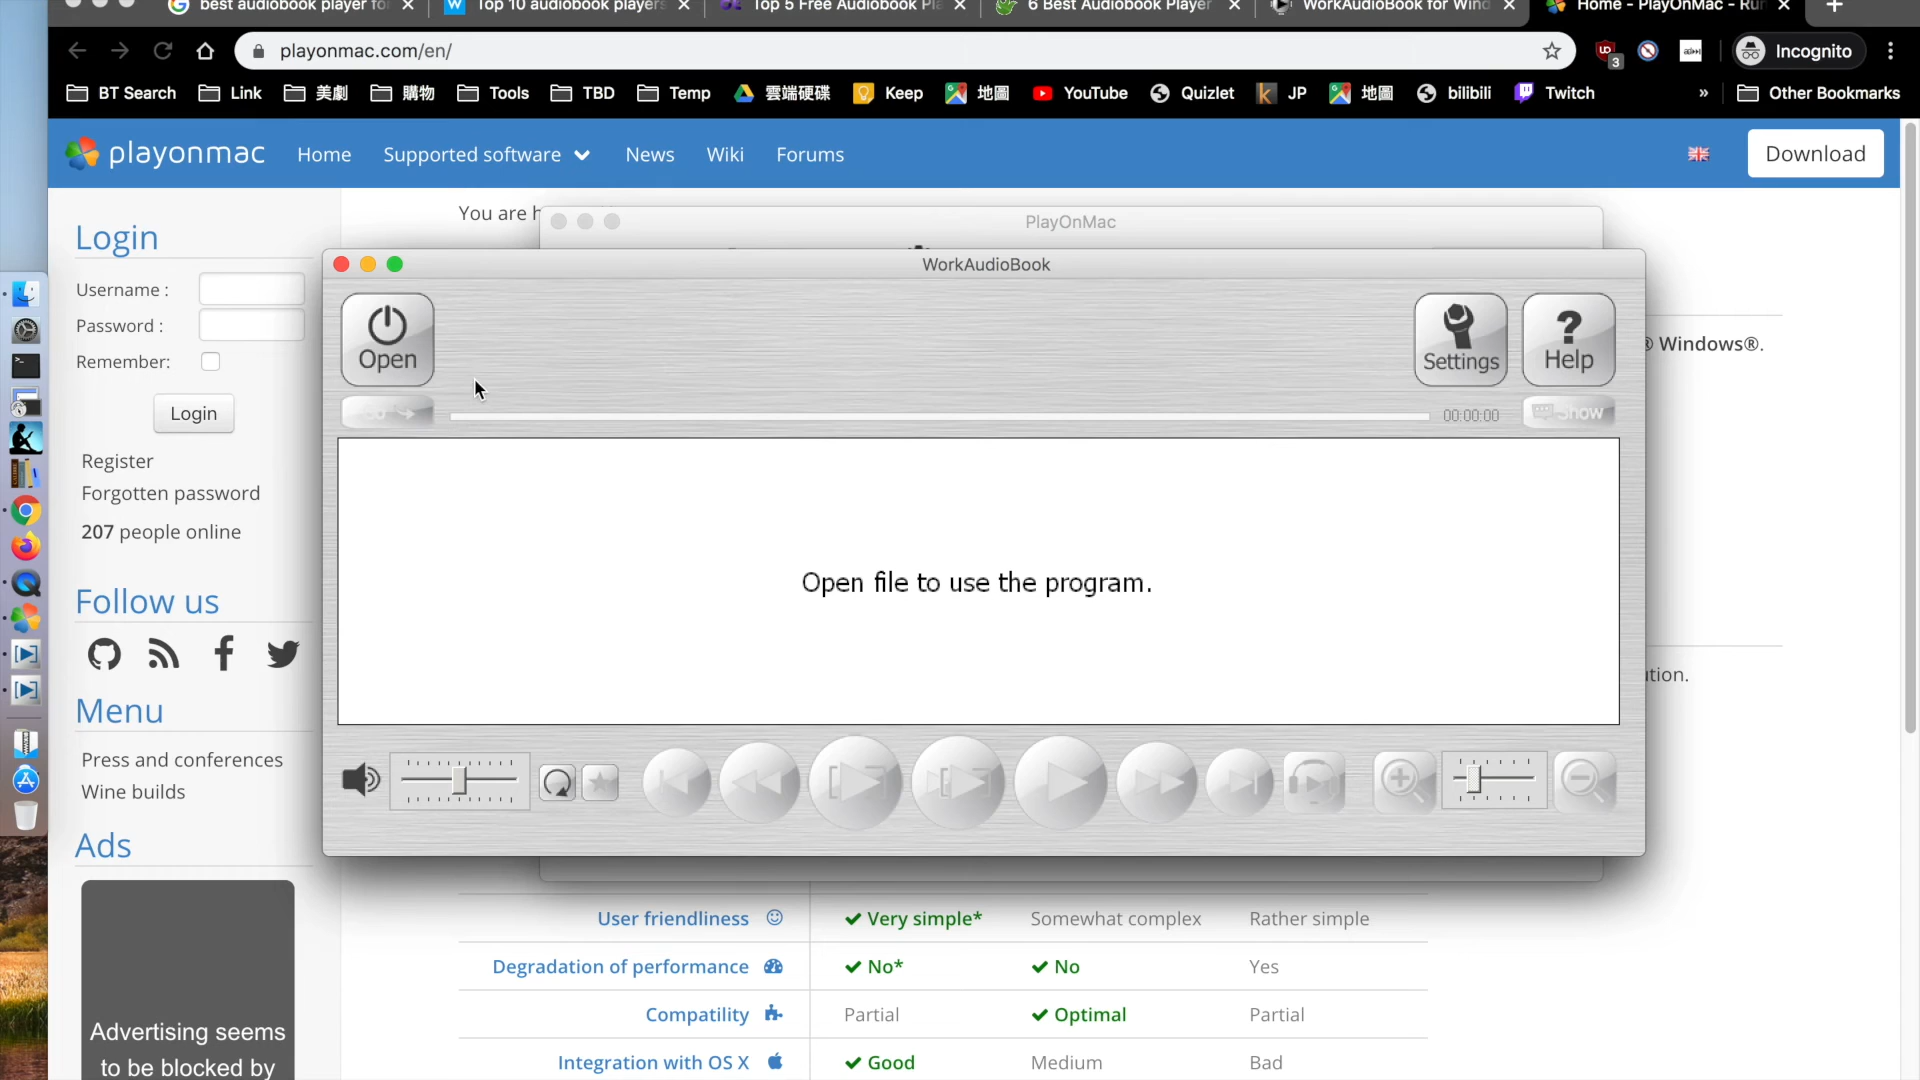 best audiobook player for
Top 10 audiobook players
Top 5 Free Audiobook Pla
6 Best Audiobook Player
WorkAudioBook for Wind
Home - PlayOnMac - Run
playonmac.com/en/
3
Incognito
BT Search
Link
美劇
購物
Tools
TBD
Temp
雲端硬碟
Keep
地圖
YouTube
Quizlet
JP
地圖
bilibili
Twitch
»
Other Bookmarks
playonmac
Home
Supported software
News
Wiki
Forums
Download
Login
Username :
Password :
Remember:
Login
Register
Forgotten password
207 people online
Follow us
Menu
Press and conferences
Wine builds
Ads
Advertising seems
to be blocked by
You are h
PlayOnMac
WorkAudioBook
Open
Settings
?
Help
00:00:00
Show
® Windows®.
Open file to use the program.
ution.
User friendliness
Very simple*
Somewhat complex
Rather simple
Degradation of performance
No*
No
Yes
Compatibility
Partial
Optimal
Partial
Integration with OS X
Good
Medium
Bad